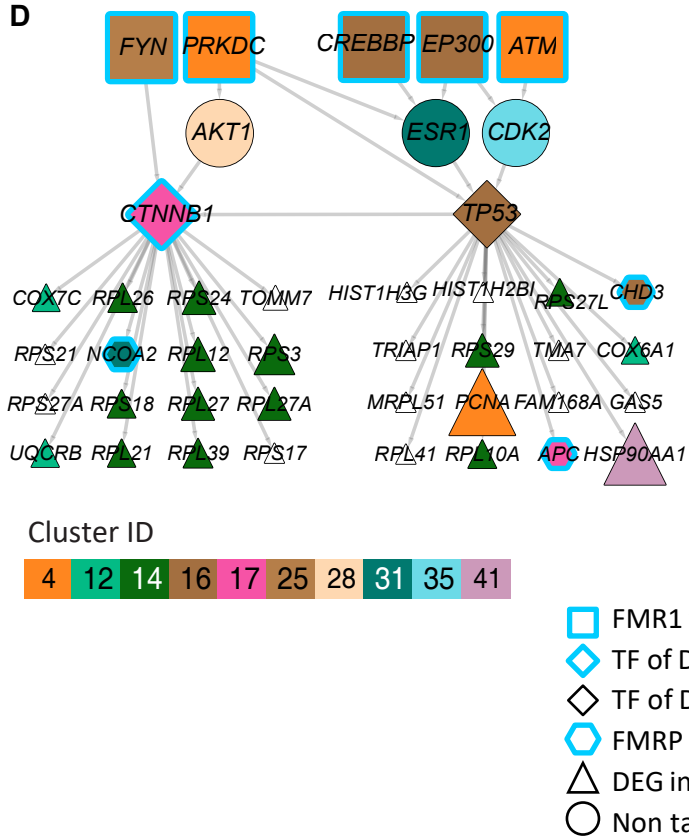 D
FYN PRKDC CREBBP EP300 ATM
AKT1 ESR1 CDK2
CTNNB1 TP53
COX7C RPL26 RPS24 TOMM7 HIST1H3G HIST1H2BI RPS27L CHD3
RPS21 NCOA2 RPL12 RPS3 TRIAP1 RPS29 TMA7 COX6A1
RPS27A RPS18 RPL27 RPL27A MRPL51 PCNA FAM168A GAS5
UQCRB RPL21 RPL39 RPS17 RPL41 RPL10A APC HSP90AA1
Cluster ID
4 12 14 16 17 25 28 31 35 41
FMR1
TF of D
TF of D
FMRP
DEG in
Non ta